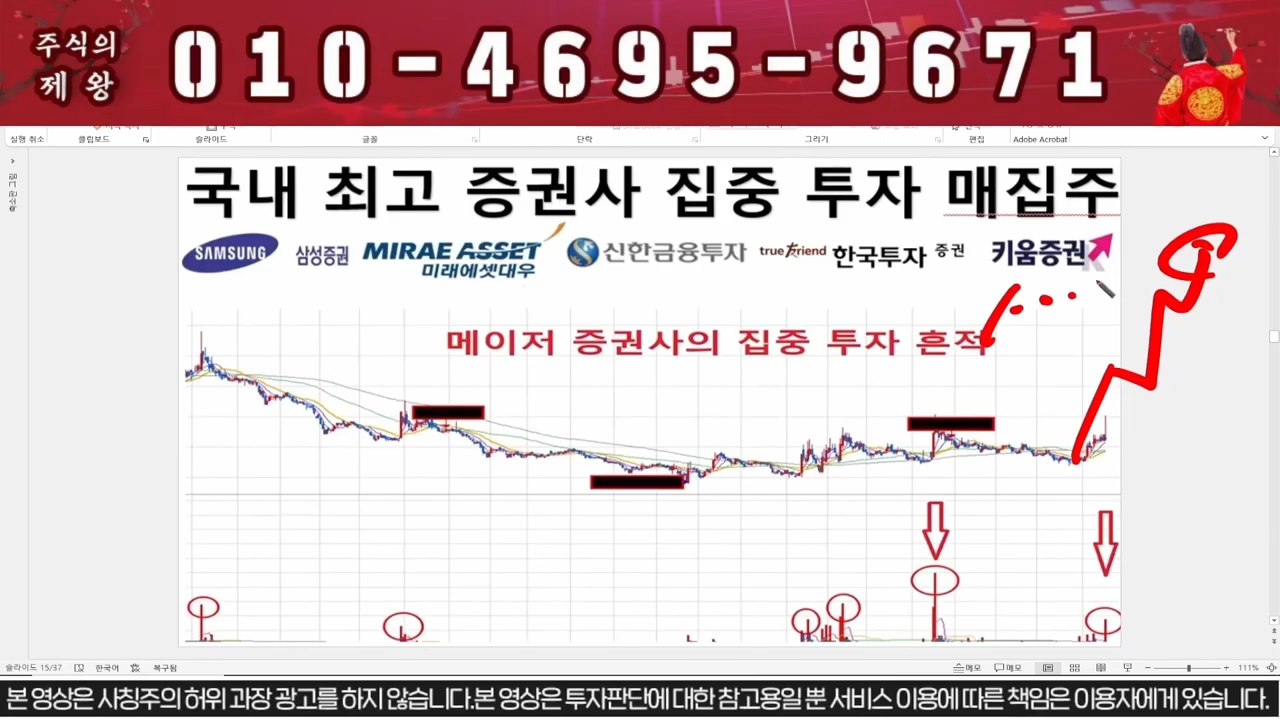 주식의
제왕
010-4695-9671
실행 취소
클립보드
슬라이드
글꼴
단락
그리기
편집
Adobe Acrobat
국내 최고 증권사 집중 투자 매집주
SAMSUNG 삼성증권
MIRAE ASSET
미래에셋대우
신한금융투자
true friend 한국투자 증권
키움증권
메이저 증권사의 집중 투자 흔적
슬라이드 15/37
한국어
복구됨
메모
메모
111%
본 영상은 사칭주의 허위 과장 광고를 하지 않습니다.본 영상은 투자판단에 대한 참고용일 뿐 서비스 이용에 따른 책임은 이용자에게 있습니다.